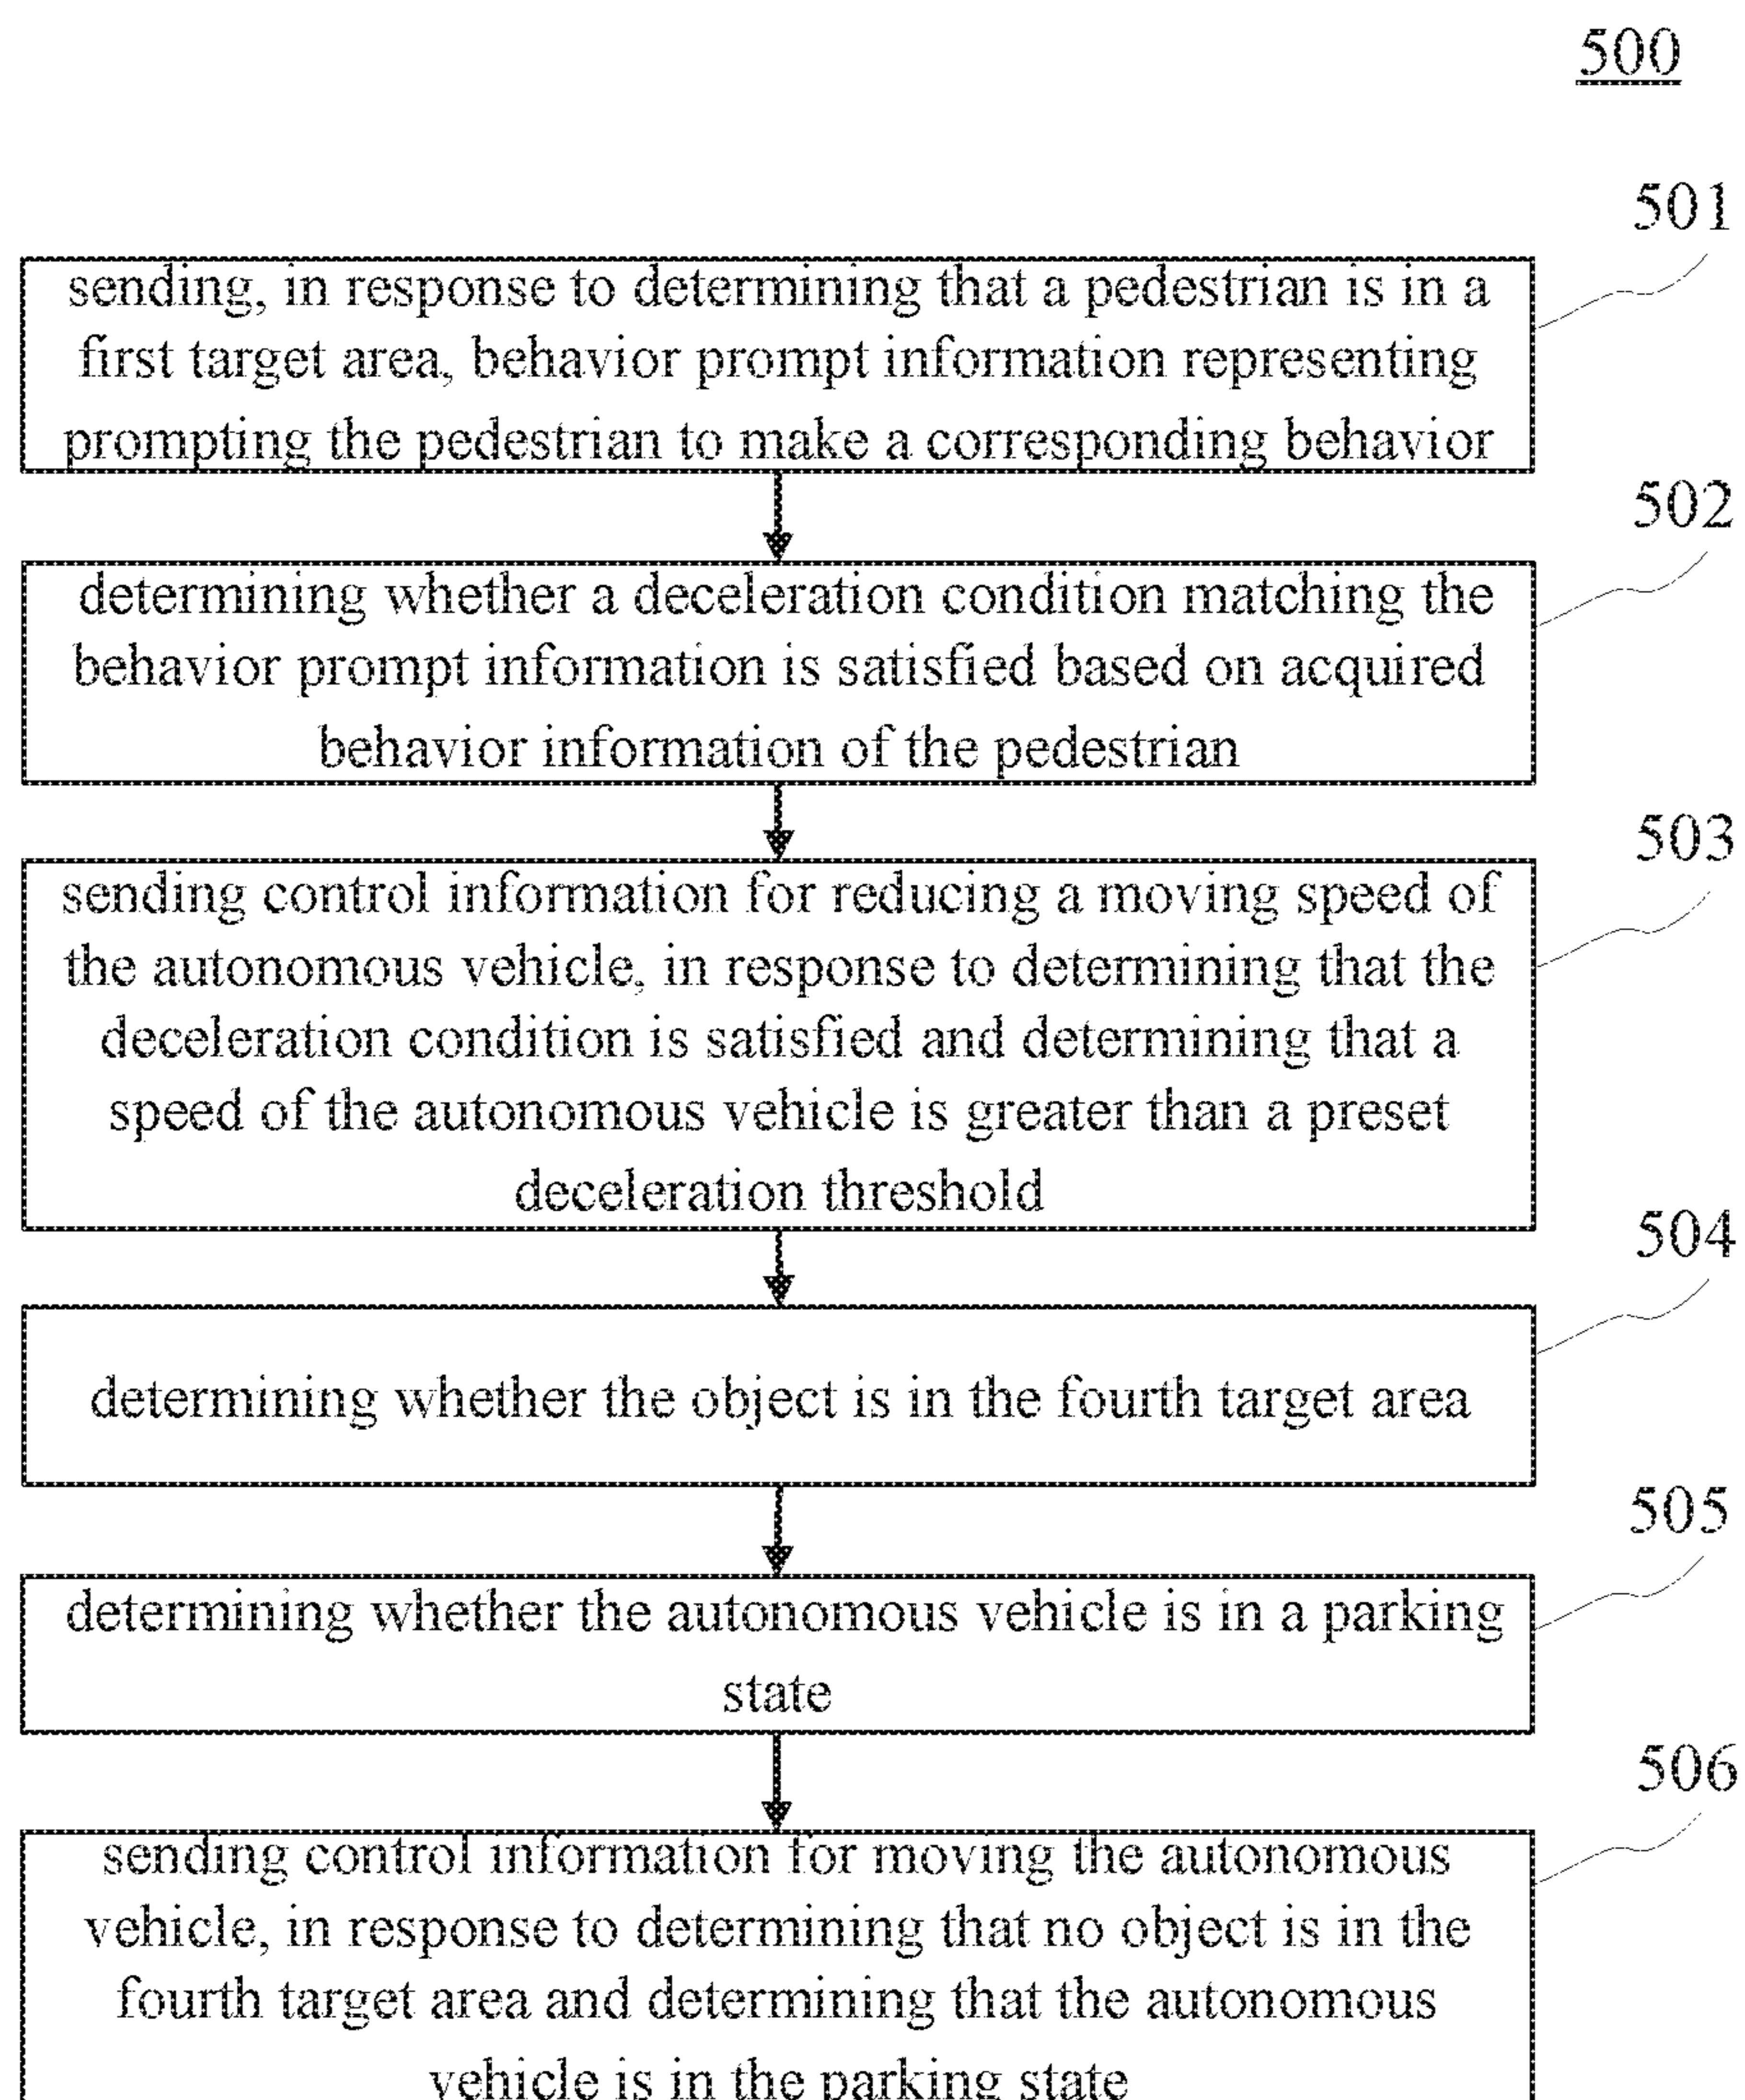 500
501
sending, in response to determining that a pedestrian is in a
first target area, behavior prompt information representing
prompting the pedestrian to make a corresponding behavior
502
determining whether a deceleration condition matching the
behavior prompt information is satisfied based on acquired
behavior information of the pedestrian
503
sending control information for reducing a moving speed of
the autonomous vehicle, in response to determining that the
deceleration condition is satisfied and determining that a
speed of the autonomous vehicle is greater than a preset
deceleration threshold
504
determining whether the object is in the fourth target area
505
determining whether the autonomous vehicle is in a parking
state
506
sending control information for moving the autonomous
vehicle, in response to determining that no object is in the
fourth target area and determining that the autonomous
vehicle is in the parking state